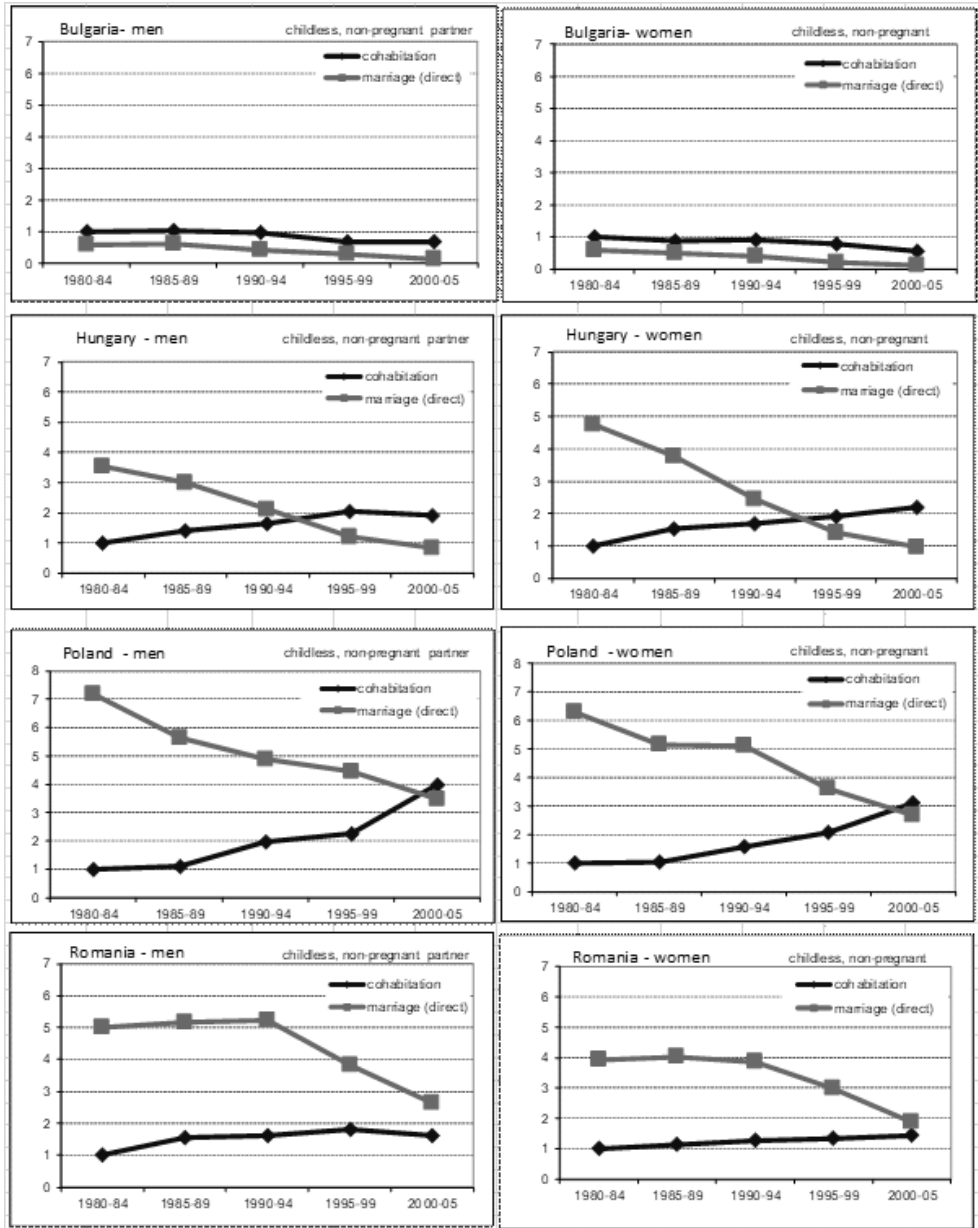 Bulgaria- men childless, non-pregnant partner
cohabitation
marriage (direct)
7
6
5
4
3
2
1
0
1980-84 1985-89 1990-94 1995-99 2000-05
Bulgaria- women childless, non-pregnant
cohabitation
marriage (direct)
7
6
5
4
3
2
1
0
1980-84 1985-89 1990-94 1995-99 2000-05
Hungary - men childless, non-pregnant partner
cohabitation
marriage (direct)
7
6
5
4
3
2
1
0
1980-84 1985-89 1990-94 1995-99 2000-05
Hungary - women childless, non-pregnant
cohabitation
marriage (direct)
7
6
5
4
3
2
1
0
1980-84 1985-89 1990-94 1995-99 2000-05
Poland - men childless, non-pregnant partner
cohabitation
marriage (direct)
8
7
6
5
4
3
2
1
0
1980-84 1985-89 1990-94 1995-99 2000-05
Poland - women childless, non-pregnant
cohabitation
marriage (direct)
8
7
6
5
4
3
2
1
0
1980-84 1985-89 1990-94 1995-99 2000-05
Romania - men childless, non-pregnant partner
cohabitation
marriage (direct)
7
6
5
4
3
2
1
0
1980-84 1985-89 1990-94 1995-99 2000-05
Romania - women childless, non-pregnant
cohabitation
marriage (direct)
7
6
5
4
3
2
1
0
1980-84 1985-89 1990-94 1995-99 2000-05